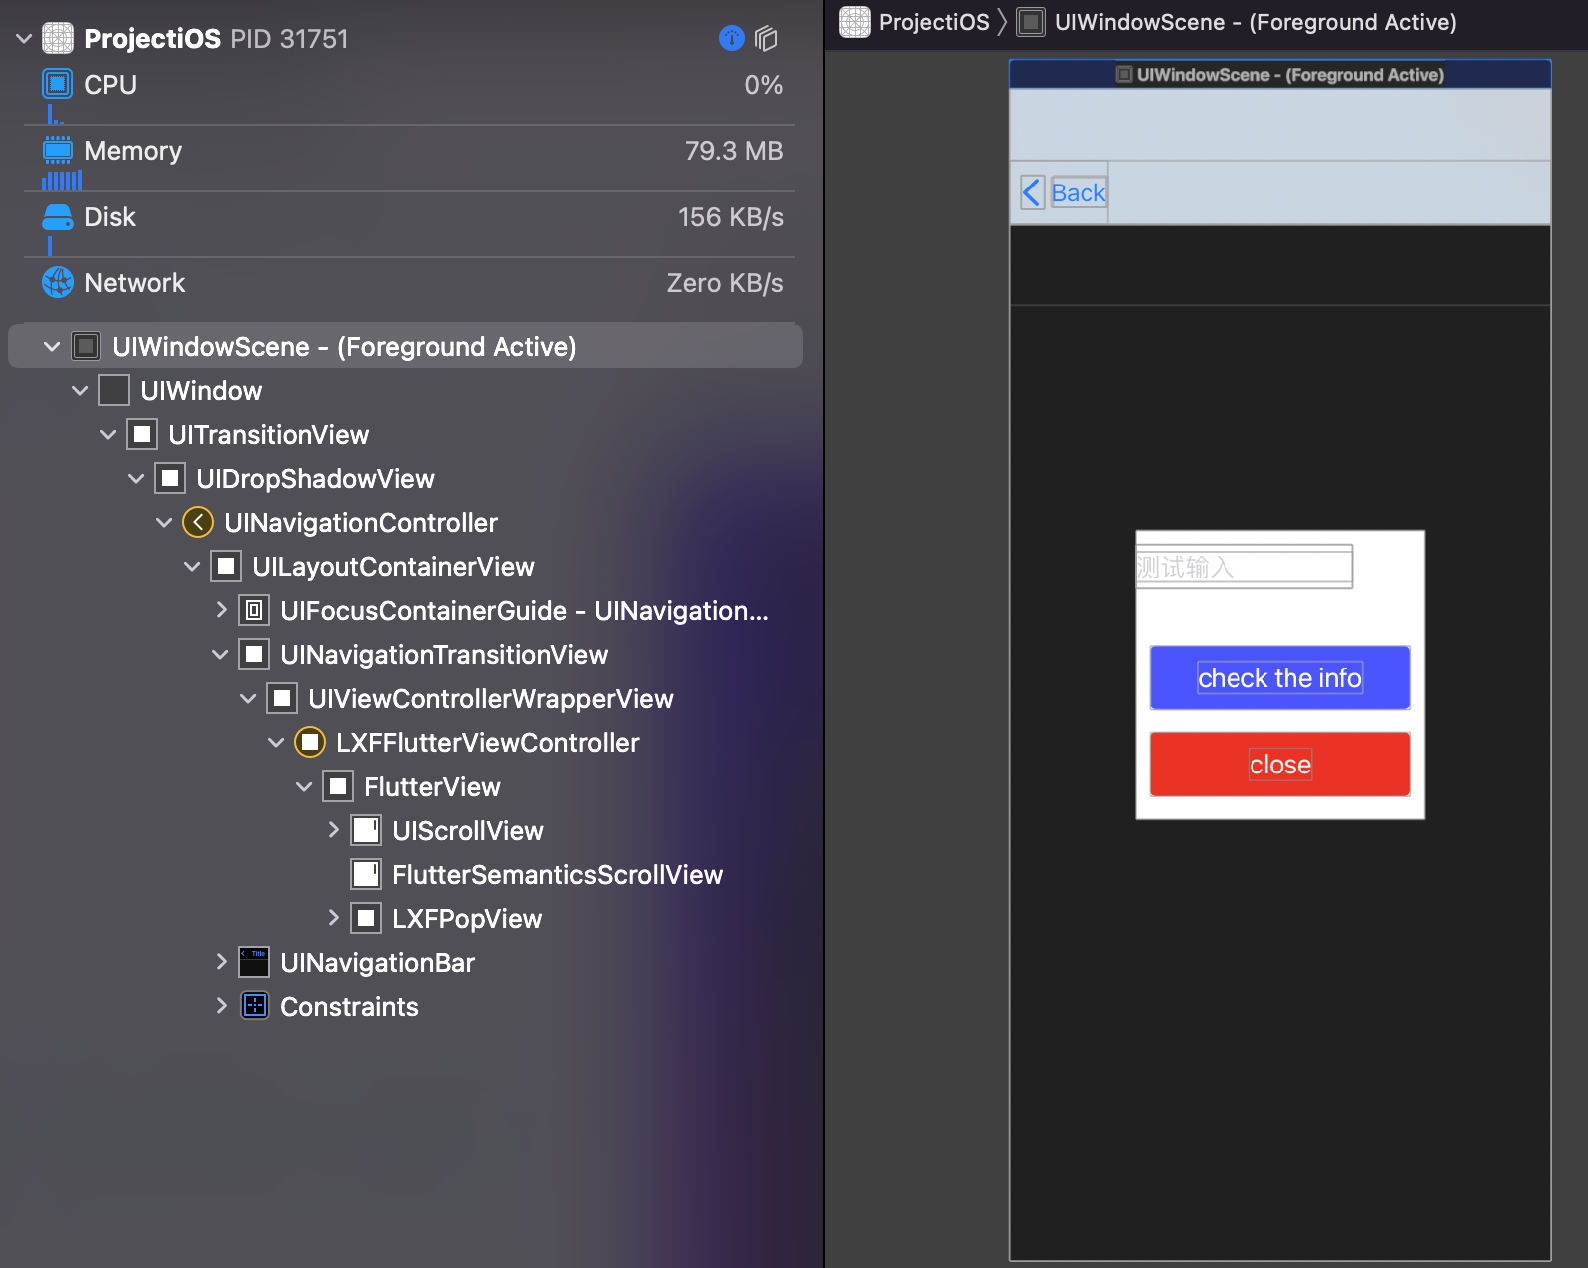 ProjectiOS PID 31751
CPU 0%
Memory 79.3 MB
Disk 156 KB/s
Network Zero KB/s
UIWindowScene - (Foreground Active)
UIWindow
UITransitionView
UIDropShadowView
UINavigationController
UILayoutContainerView
UIFocusContainerGuide - UINavigation...
UINavigationTransitionView
UIViewControllerWrapperView
LXFFlutterViewController
FlutterView
UIScrollView
FlutterSemanticsScrollView
LXFPopView
UINavigationBar
Constraints
ProjectiOS UIWindowScene - (Foreground Active)
UIWindowScene - (Foreground Active)
Back
测试输入
check the info
close